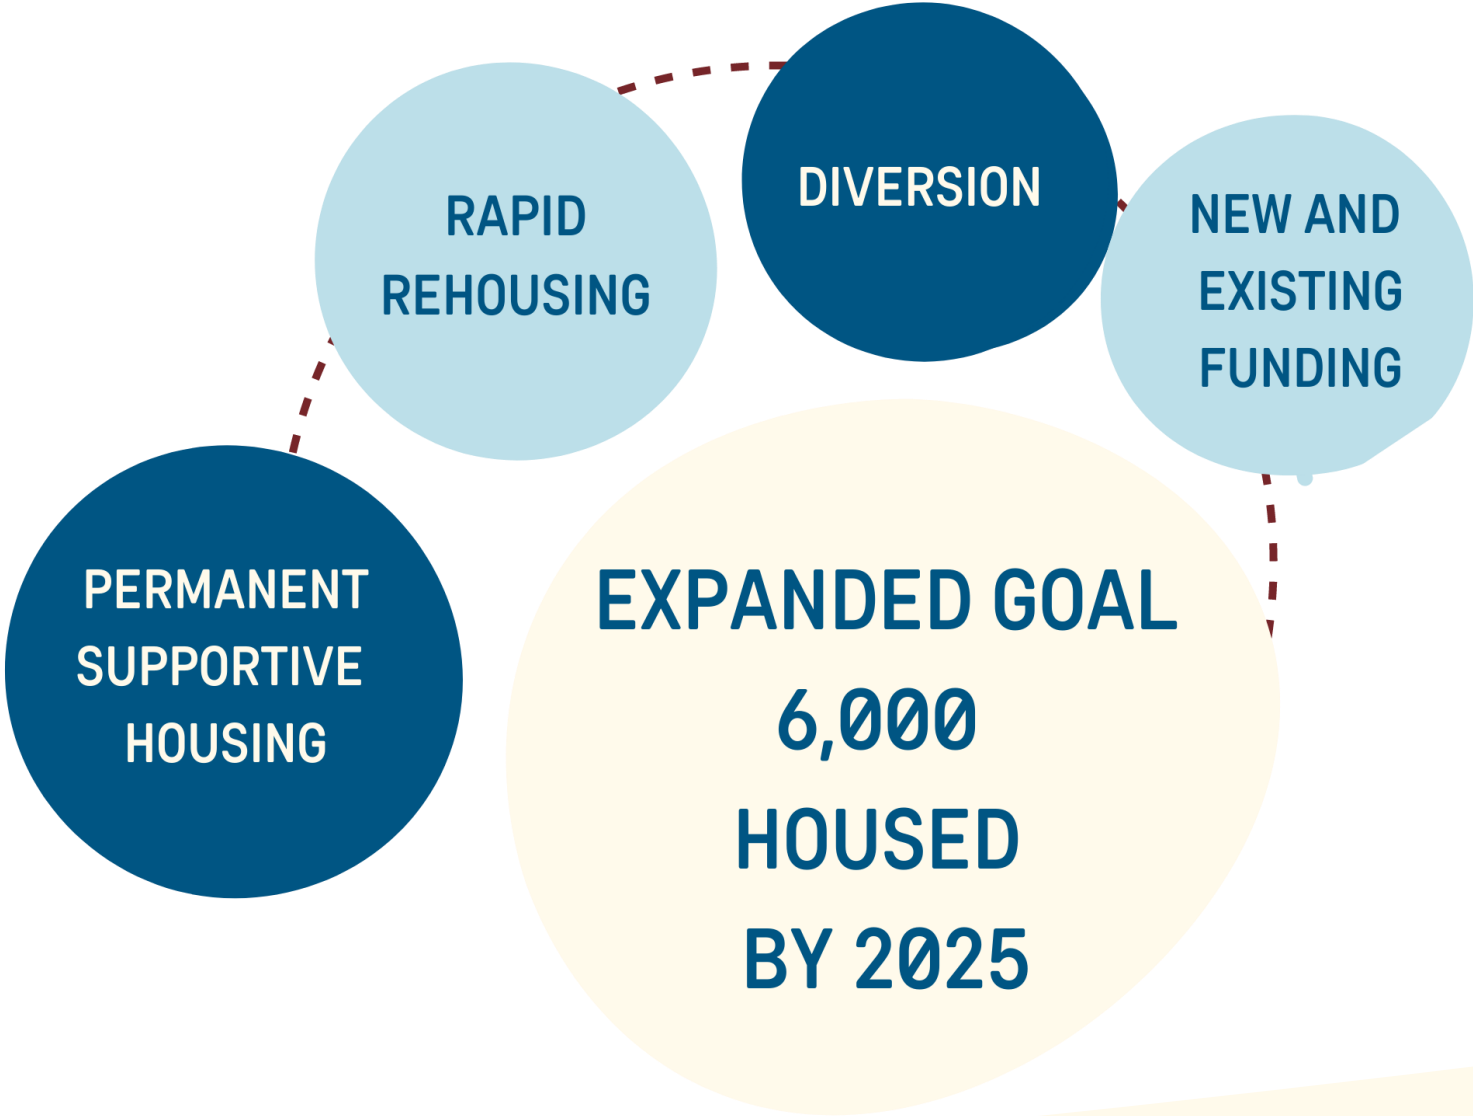 DIVERSION
RAPID
REHOUSING
NEW AND
EXISTING
FUNDING
PERMANENT
SUPPORTIVE
HOUSING
EXPANDED GOAL
6,000
HOUSED
BY 2025